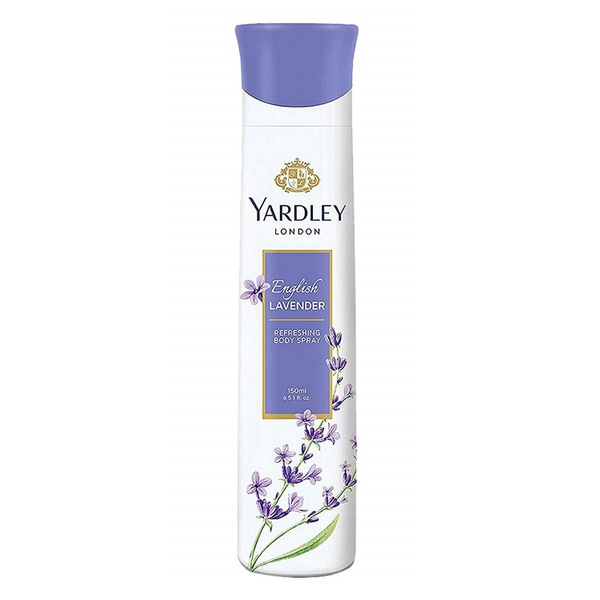 YARDLEY
LONDON
English
LAVENDER
REFRESHING
BODY SPRAY
150ml
e 5.1 fl. oz.